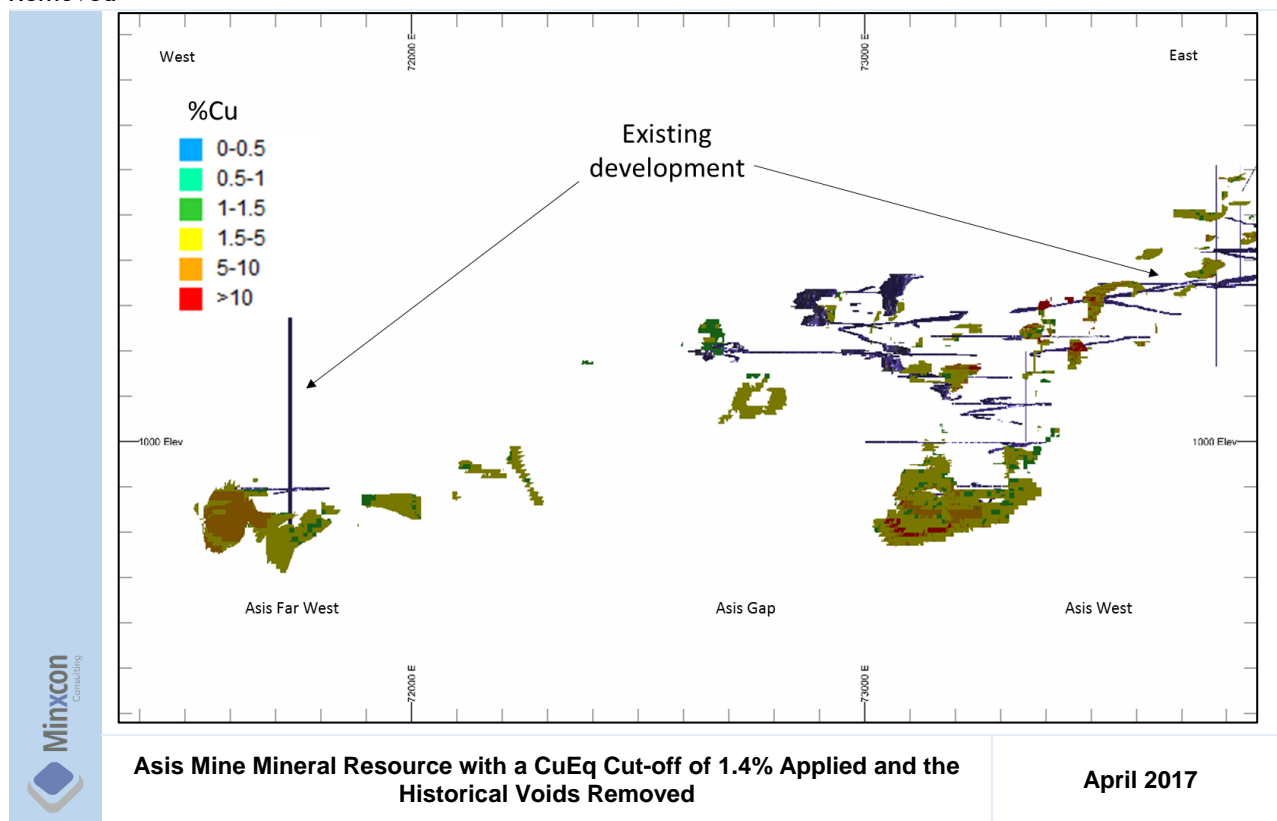 Removed
72000 E
73000 E
West
East
%Cu
0-0.5
0.5-1
1-1.5
1.5-5
5-10
>10
Existing
development
1000 Elev
1000 Elev
Asis Far West
Asis Gap
Asis West
72000 E
73000 E
Minxcon
Consulting
Asis Mine Mineral Resource with a CuEq Cut-off of 1.4% Applied and the
Historical Voids Removed
April 2017